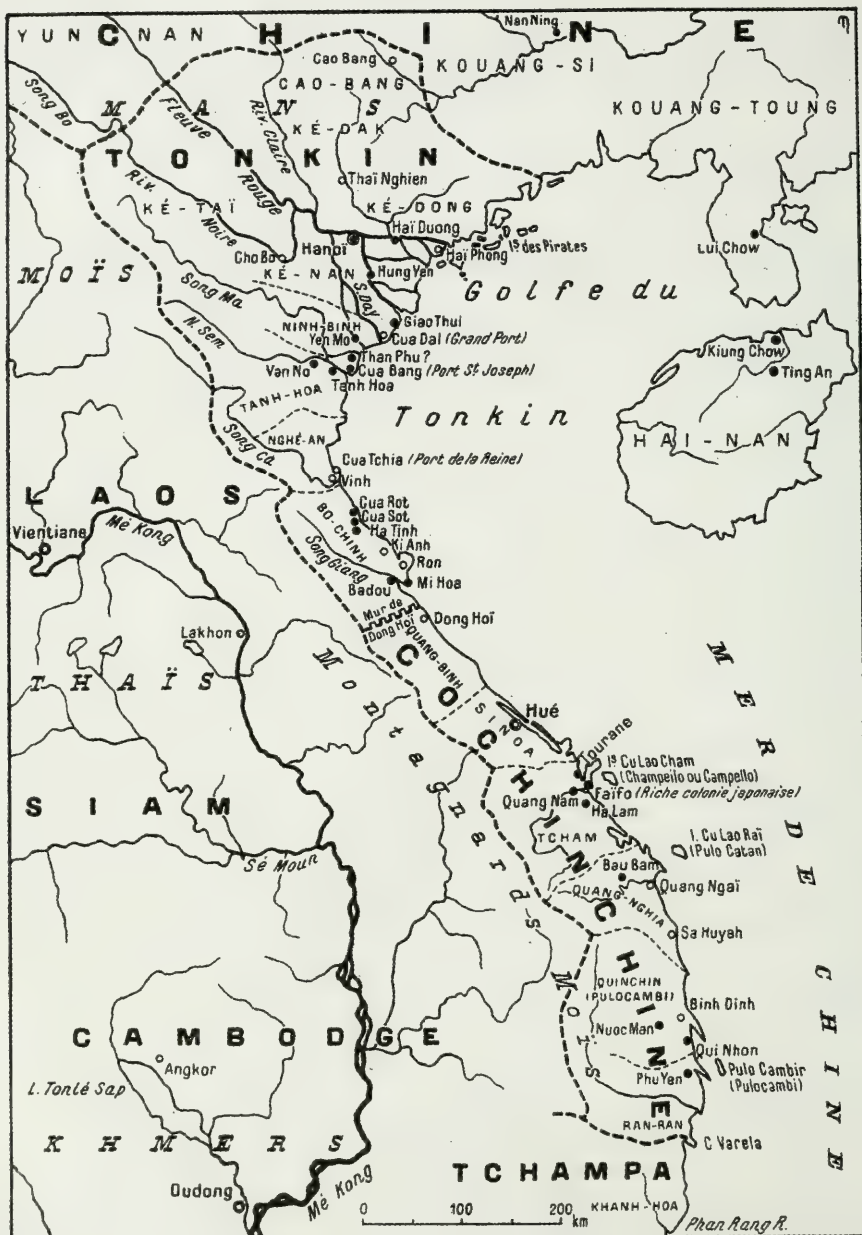 YUN NAN
CHINE
Nan Ning
Cao Bang
KOUANG-SI
CAO-BANG
KOUANG-TOUNG
Song Bo
MANS
Fleuve Rouge
Riv. Claire
KÉ-DAK
TONKIN
Thaï Nghien
Riv. Noire
KÉ-TAÏ
KÉ-DONG
Haï Duong
Hanoï
Haï Phong
Iˢ des Pirates
Lui Chow
Cho Bo
KÉ-NAN
Hung Yen
MOÏS
Song Ma
S. Day
Golfe du
Tonkin
N. Sem
NINH-BINH
Giao Thui
Yen Mo
Cua Daï (Grand Port)
Than Phu ?
Kiung Chow
Van No
Cua Bang (Port Sᵗ Joseph)
Ting An
Tanh Hoa
TANH-HOA
HAI-NAN
Song Ca
NGHÉ-AN
Cua Tchia (Port de la Reine)
Vinh
LAOS
Cua Rot
Vientiane
Mé Kong
BO-CHINH
Cua Sot
Ha Tinh
Ki Anh
Song Giang
Ron
Badou
Mi Hoa
Mur de
Dong Hoï
Dong Hoï
Lakhon
QUANG-BINH
COCHINCHINE
THAÏS
Montagnards
MER DE CHINE
SINOA
Hué
Tourane
Iˢ Cu Lao Cham
(Champeilo ou Campello)
SIAM
Faïfo (Riche colonie japonaise)
Quang Nam
Ha Lam
TCHAM
I. Cu Lao Raï
(Pulo Catan)
Sé Moun
Bau Bam
Quang Ngaï
QUANG-NGHIA
Sa Huyah
Moïs
QUINCHIN
(PULOCAMBI)
Binh Dinh
CAMBODGE
Nuoc Man
Angkor
Qui Nhon
Pulo Cambir
(Pulocambi)
L. Tonlé Sap
Phu Yen
KHMERS
RAN-RAN
C. Varela
TCHAMPA
Oudong
Mé Kong
KHANH-HOA
0 100 200
km
Phan Rang R.